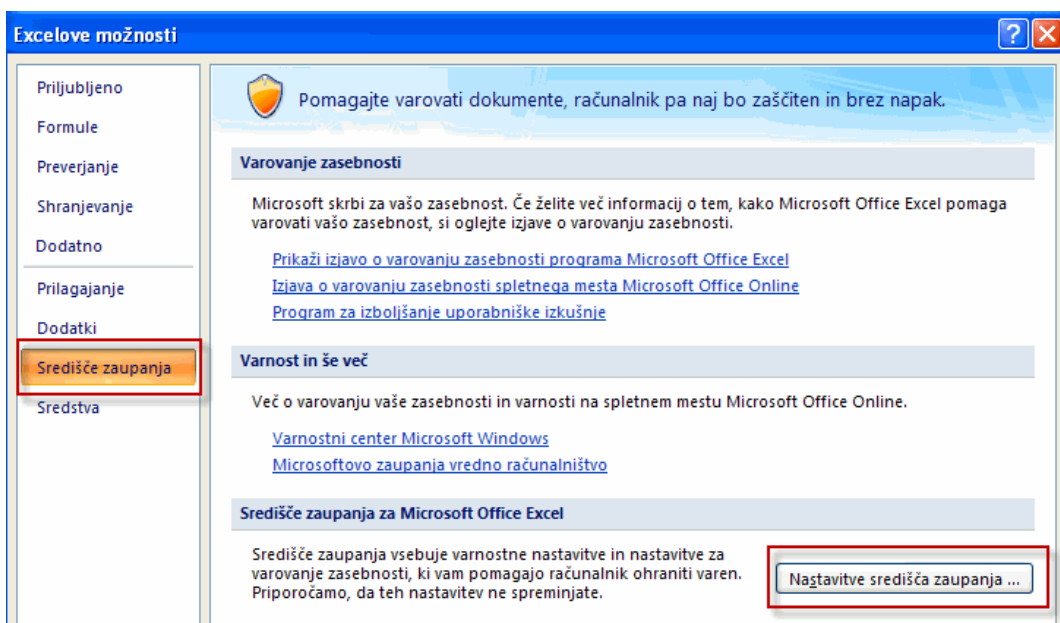 Excelove možnosti
Priljubljeno
Formule
Preverjanje
Shranjevanje
Dodatno
Prilagajanje
Dodatki
Središče zaupanja
Sredstva
Pomagajte varovati dokumente, računalnik pa naj bo zaščiten in brez napak.
Varovanje zasebnosti
Microsoft skrbi za vašo zasebnost. Če želite več informacij o tem, kako Microsoft Office Excel pomaga
varovati vašo zasebnost, si oglejte izjave o varovanju zasebnosti.
Prikaži izjavo o varovanju zasebnosti programa Microsoft Office Excel
Izjava o varovanju zasebnosti spletnega mesta Microsoft Office Online
Program za izboljšanje uporabniške izkušnje
Varnost in še več
Več o varovanju vaše zasebnosti in varnosti na spletnem mestu Microsoft Office Online.
Varnostni center Microsoft Windows
Microsoftovo zaupanja vredno računalništvo
Središče zaupanja za Microsoft Office Excel
Središče zaupanja vsebuje varnostne nastavitve in nastavitve za
varovanje zasebnosti, ki vam pomagajo računalnik ohraniti varen.
Priporočamo, da teh nastavitev ne spreminjate.
Nastavitve središča zaupanja ...